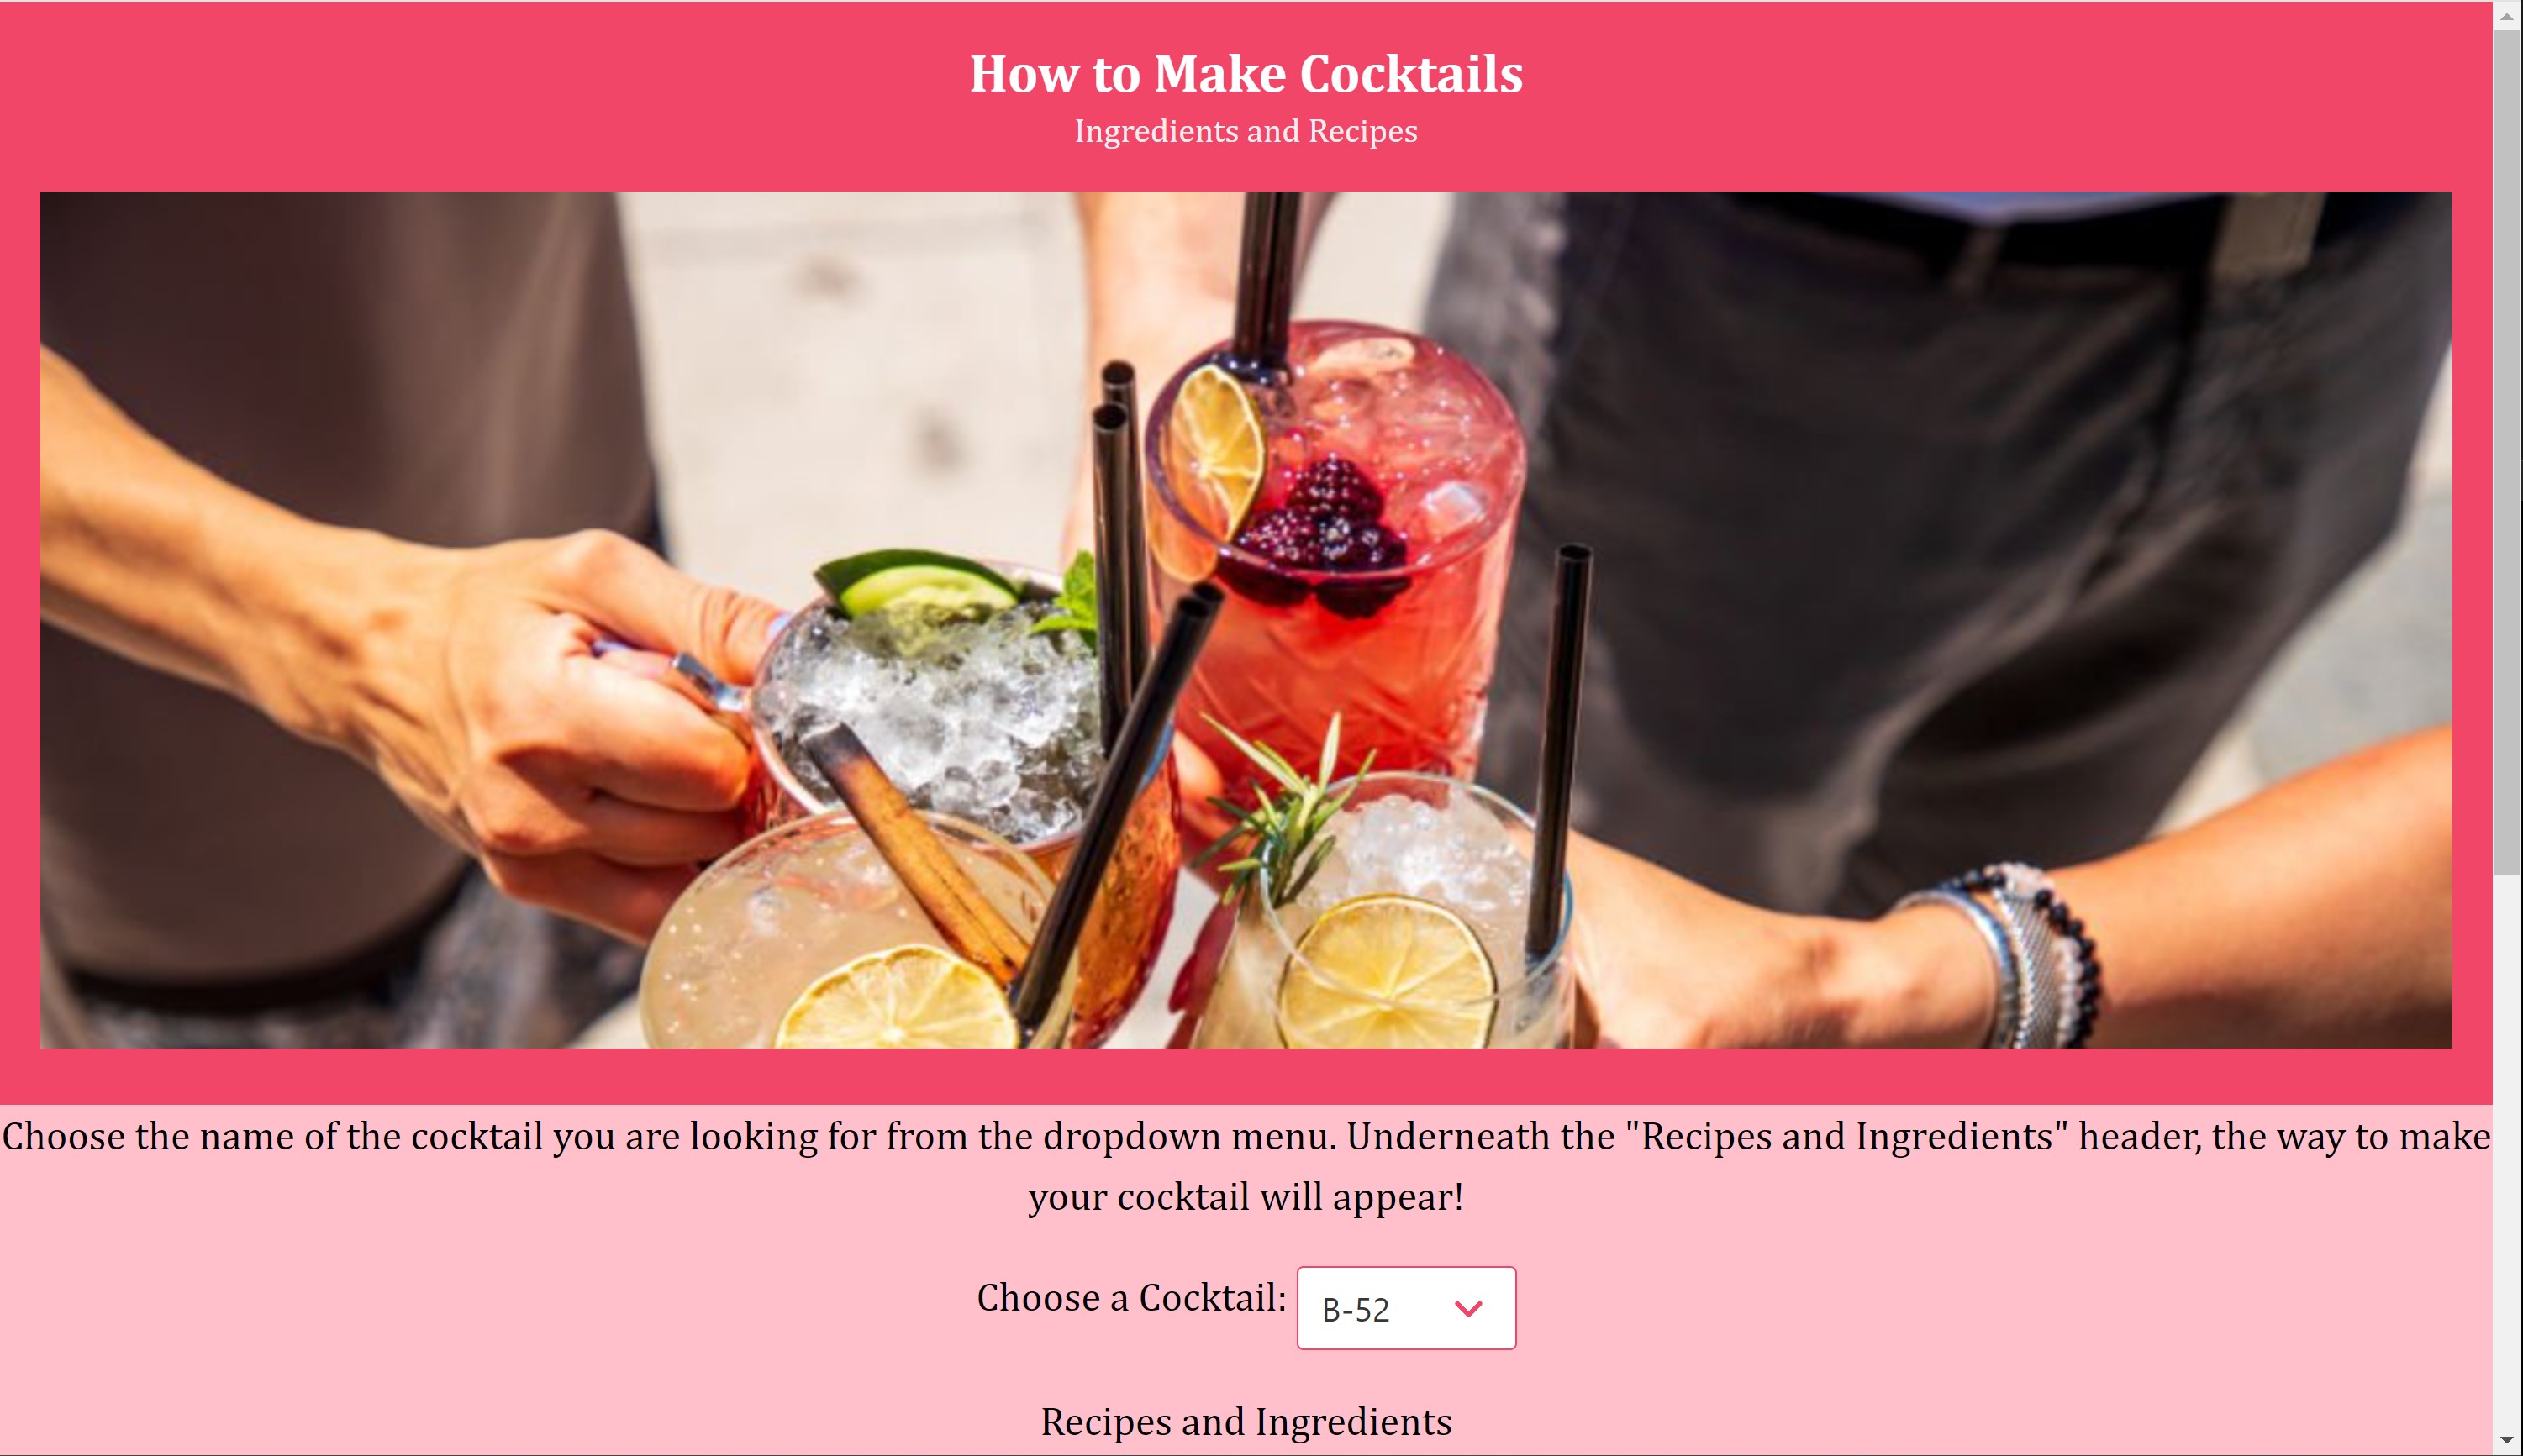 How to Make Cocktails
Ingredients and Recipes
Choose the name of the cocktail you are looking for from the dropdown menu. Underneath the "Recipes and Ingredients" header, the way to make
your cocktail will appear!
Choose a Cocktail: B-52
Recipes and Ingredients